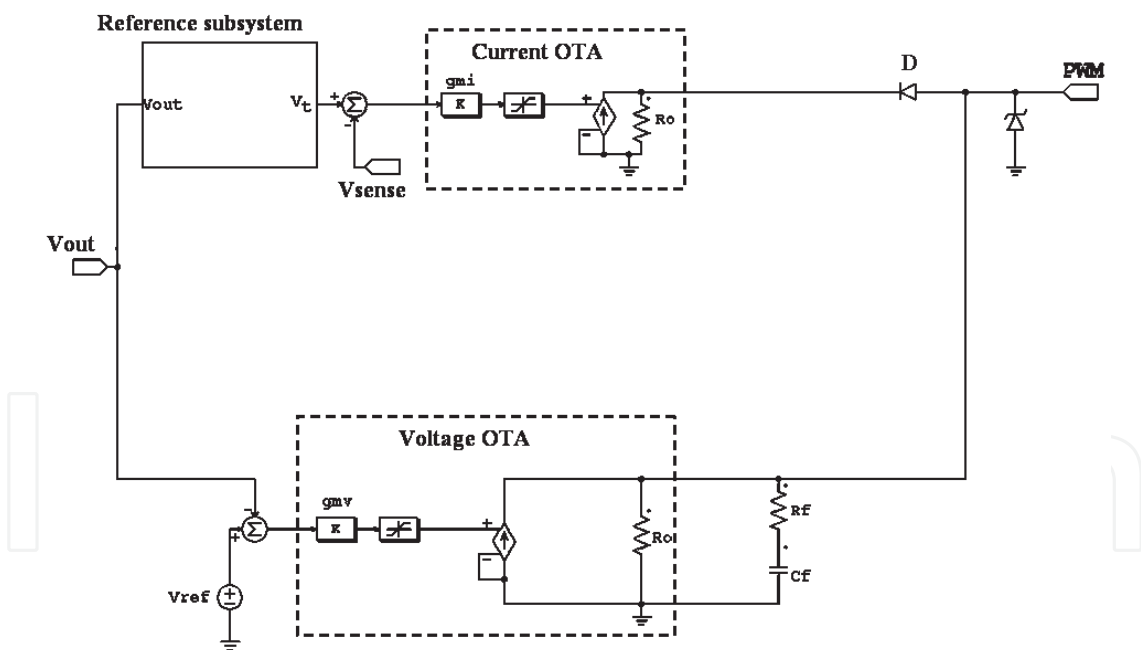 Reference subsystem
Current OTA
D
PWM
gmi
Vout
Vt
+
Σ
-
K
+
-
Ro
Vsense
Vout
Voltage OTA
gmv
-
Σ
+
K
+
-
Ro
Rf
Cf
Vref
+
-